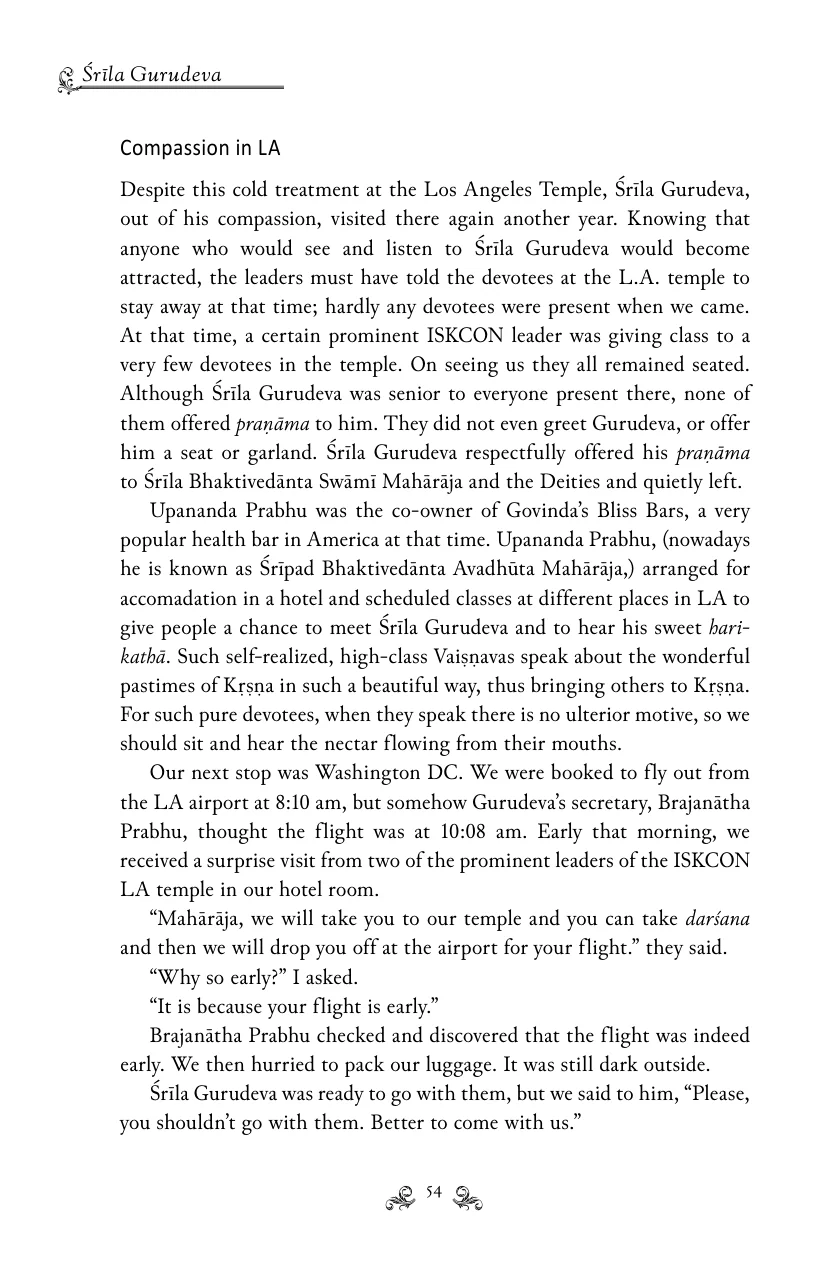 Śrīla Gurudeva
Compassion in LA
Despite this cold treatment at the Los Angeles Temple, Śrīla Gurudeva,
out of his compassion, visited there again another year. Knowing that
anyone who would see and listen to Śrīla Gurudeva would become
attracted, the leaders must have told the devotees at the L.A. temple to
stay away at that time; hardly any devotees were present when we came.
At that time, a certain prominent ISKCON leader was giving class to a
very few devotees in the temple. On seeing us they all remained seated.
Although Śrīla Gurudeva was senior to everyone present there, none of
them offered praṇāma to him. They did not even greet Gurudeva, or offer
him a seat or garland. Śrīla Gurudeva respectfully offered his praṇāma
to Śrīla Bhaktivedānta Swāmī Mahārāja and the Deities and quietly left.
Upananda Prabhu was the co-owner of Govinda’s Bliss Bars, a very
popular health bar in America at that time. Upananda Prabhu, (nowadays
he is known as Śrīpad Bhaktivedānta Avadhūta Mahārāja,) arranged for
accomadation in a hotel and scheduled classes at different places in LA to
give people a chance to meet Śrīla Gurudeva and to hear his sweet hari-
kathā. Such self-realized, high-class Vaiṣṇavas speak about the wonderful
pastimes of Kṛṣṇa in such a beautiful way, thus bringing others to Kṛṣṇa.
For such pure devotees, when they speak there is no ulterior motive, so we
should sit and hear the nectar flowing from their mouths.
Our next stop was Washington DC. We were booked to fly out from
the LA airport at 8:10 am, but somehow Gurudeva’s secretary, Brajanātha
Prabhu, thought the flight was at 10:08 am. Early that morning, we
received a surprise visit from two of the prominent leaders of the ISKCON
LA temple in our hotel room.
“Mahārāja, we will take you to our temple and you can take darśana
and then we will drop you off at the airport for your flight.” they said.
“Why so early?” I asked.
“It is because your flight is early.”
Brajanātha Prabhu checked and discovered that the flight was indeed
early. We then hurried to pack our luggage. It was still dark outside.
Śrīla Gurudeva was ready to go with them, but we said to him, “Please,
you shouldn’t go with them. Better to come with us.”
54